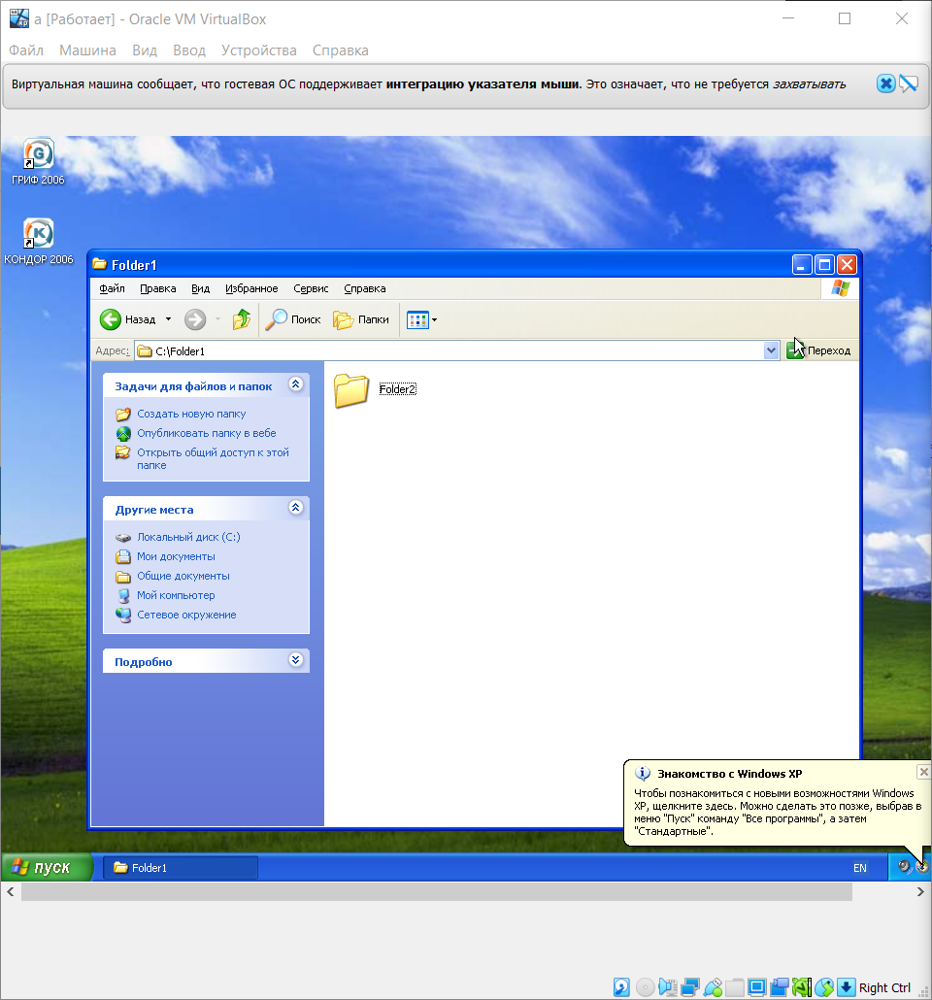 a [Работает] - Oracle VM VirtualBox
Файл Машина Вид Ввод Устройства Справка
Виртуальная машина сообщает, что гостевая ОС поддерживает интеграцию указателя мыши. Это означает, что не требуется захватывать
ГРИФ 2006
КОНДОР 2006
Folder1
Файл Правка Вид Избранное Сервис Справка
Назад Поиск Папки
Адрес: C:\Folder1 Переход
Задачи для файлов и папок
Создать новую папку
Опубликовать папку в вебе
Открыть общий доступ к этой
папке
Folder2
Другие места
Локальный диск (C:)
Мои документы
Общие документы
Мой компьютер
Сетевое окружение
Подробно
Знакомство с Windows XP
Чтобы познакомиться с новыми возможностями Windows
XP, щелкните здесь. Можно сделать это позже, выбрав в
меню "Пуск" команду "Все программы", а затем
"Стандартные".
пуск Folder1 EN
Right Ctrl